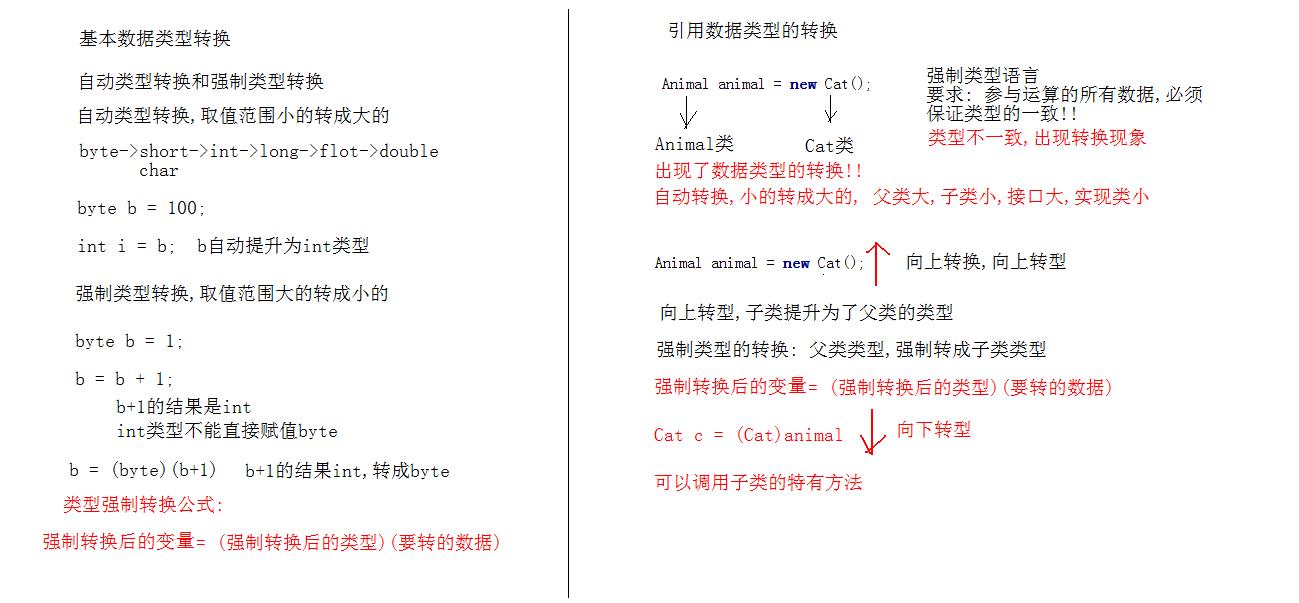 基本数据类型转换
自动类型转换和强制类型转换
自动类型转换,取值范围小的转成大的
byte->short->int->long->flot->double
char
byte b = 100;
int i = b;  b自动提升为int类型
强制类型转换,取值范围大的转成小的
byte b = 1;
b = b + 1;
b+1的结果是int
int类型不能直接赋值byte
b = (byte)(b+1)  b+1的结果int,转成byte
类型强制转换公式:
强制转换后的变量= (强制转换后的类型)(要转的数据)
引用数据类型的转换
Animal animal = new Cat();
Animal类  Cat类
强制类型语言
要求: 参与运算的所有数据,必须
保证类型的一致!!
类型不一致,出现转换现象
出现了数据类型的转换!!
自动转换,小的转成大的, 父类大,子类小,接口大,实现类小
Animal animal = new Cat();  向上转换,向上转型
向上转型,子类提升为了父类的类型
强制类型的转换: 父类类型,强制转成子类类型
强制转换后的变量= (强制转换后的类型)(要转的数据)
Cat c = (Cat)animal  向下转型
可以调用子类的特有方法